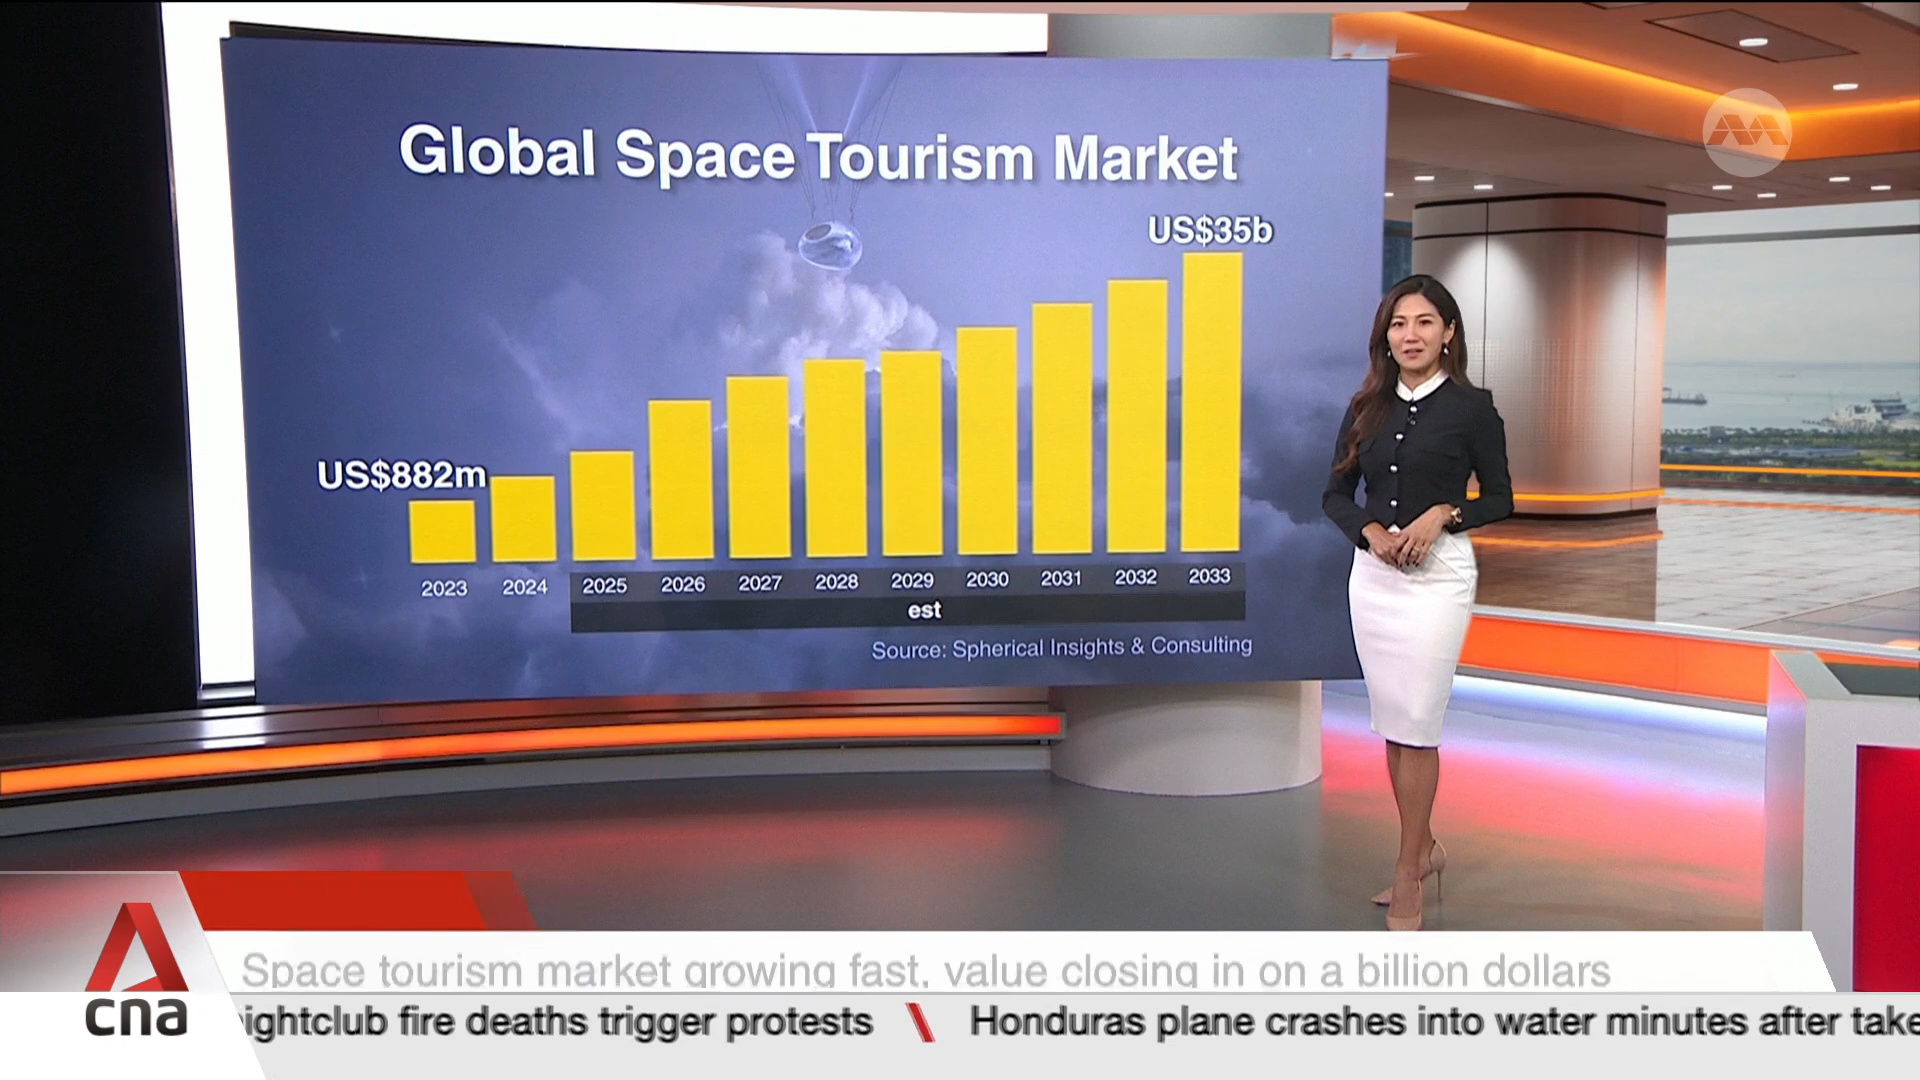 Global Space Tourism Market
US$35b
US$882m
2023 2024 2025 2026 2027 2028 2029 2030 2031 2032 2033
est
Source: Spherical Insights & Consulting
Space tourism market growing fast, value closing in on a billion dollars
cna
fire deaths trigger protests \ Honduras plane crashes into water minutes after